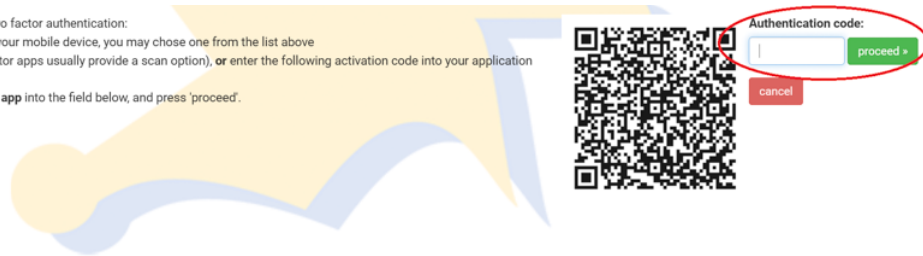 o factor authentication:
our mobile device, you may chose one from the list above
tor apps usually provide a scan option), or enter the following activation code into your application
app into the field below, and press 'proceed'.
Authentication code:
proceed »
cancel